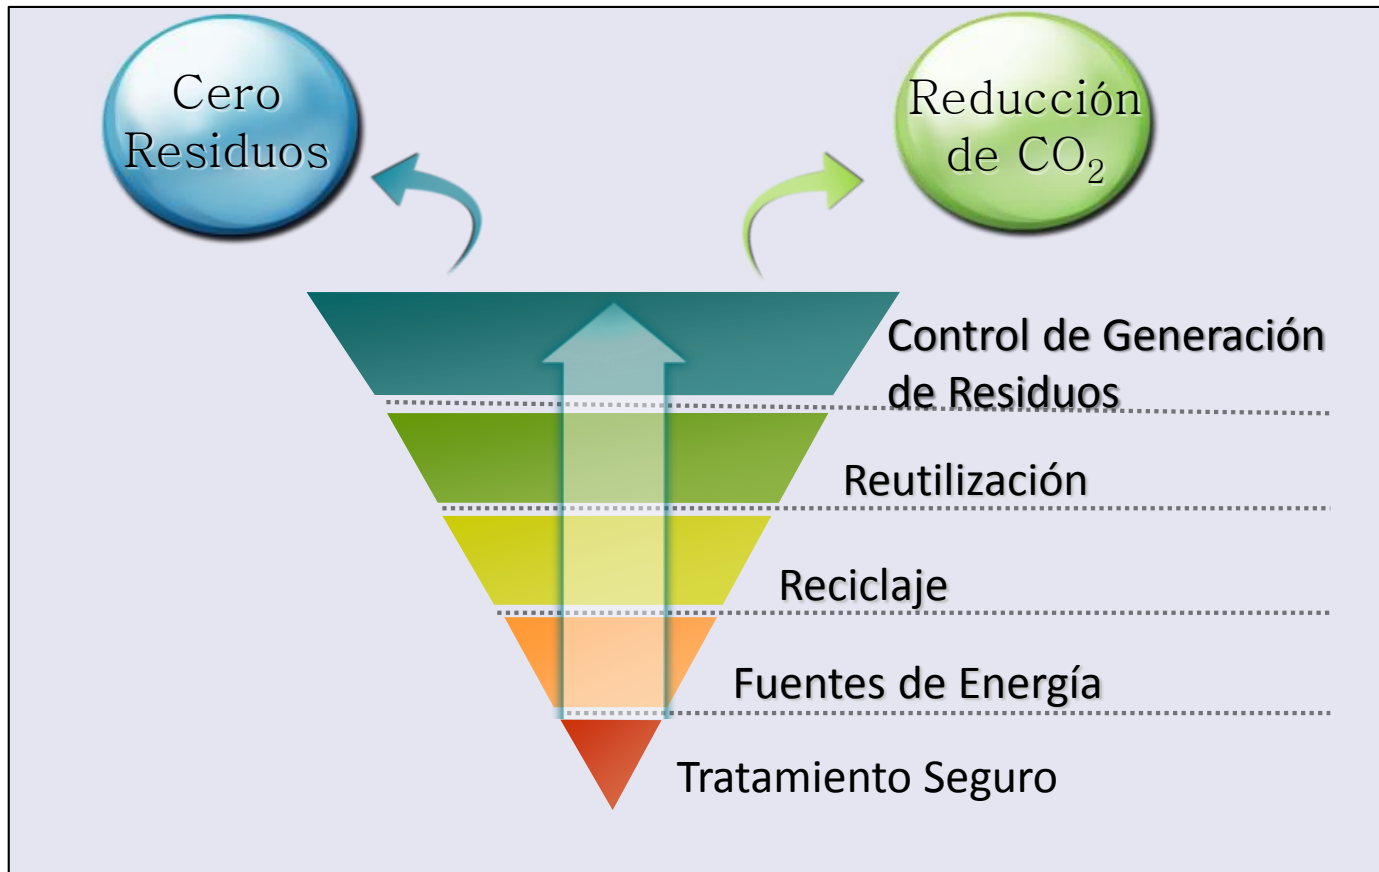 Cero
Residuos
Reducción
de CO₂
Control de Generación
de Residuos
Reutilización
Reciclaje
Fuentes de Energía
Tratamiento Seguro